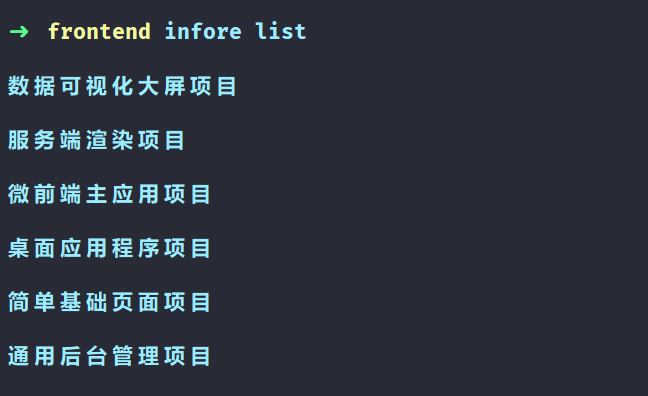 ➜ frontend infore list
数据可视化大屏项目
服务端渲染项目
微前端主应用项目
桌面应用程序项目
简单基础页面项目
通用后台管理项目